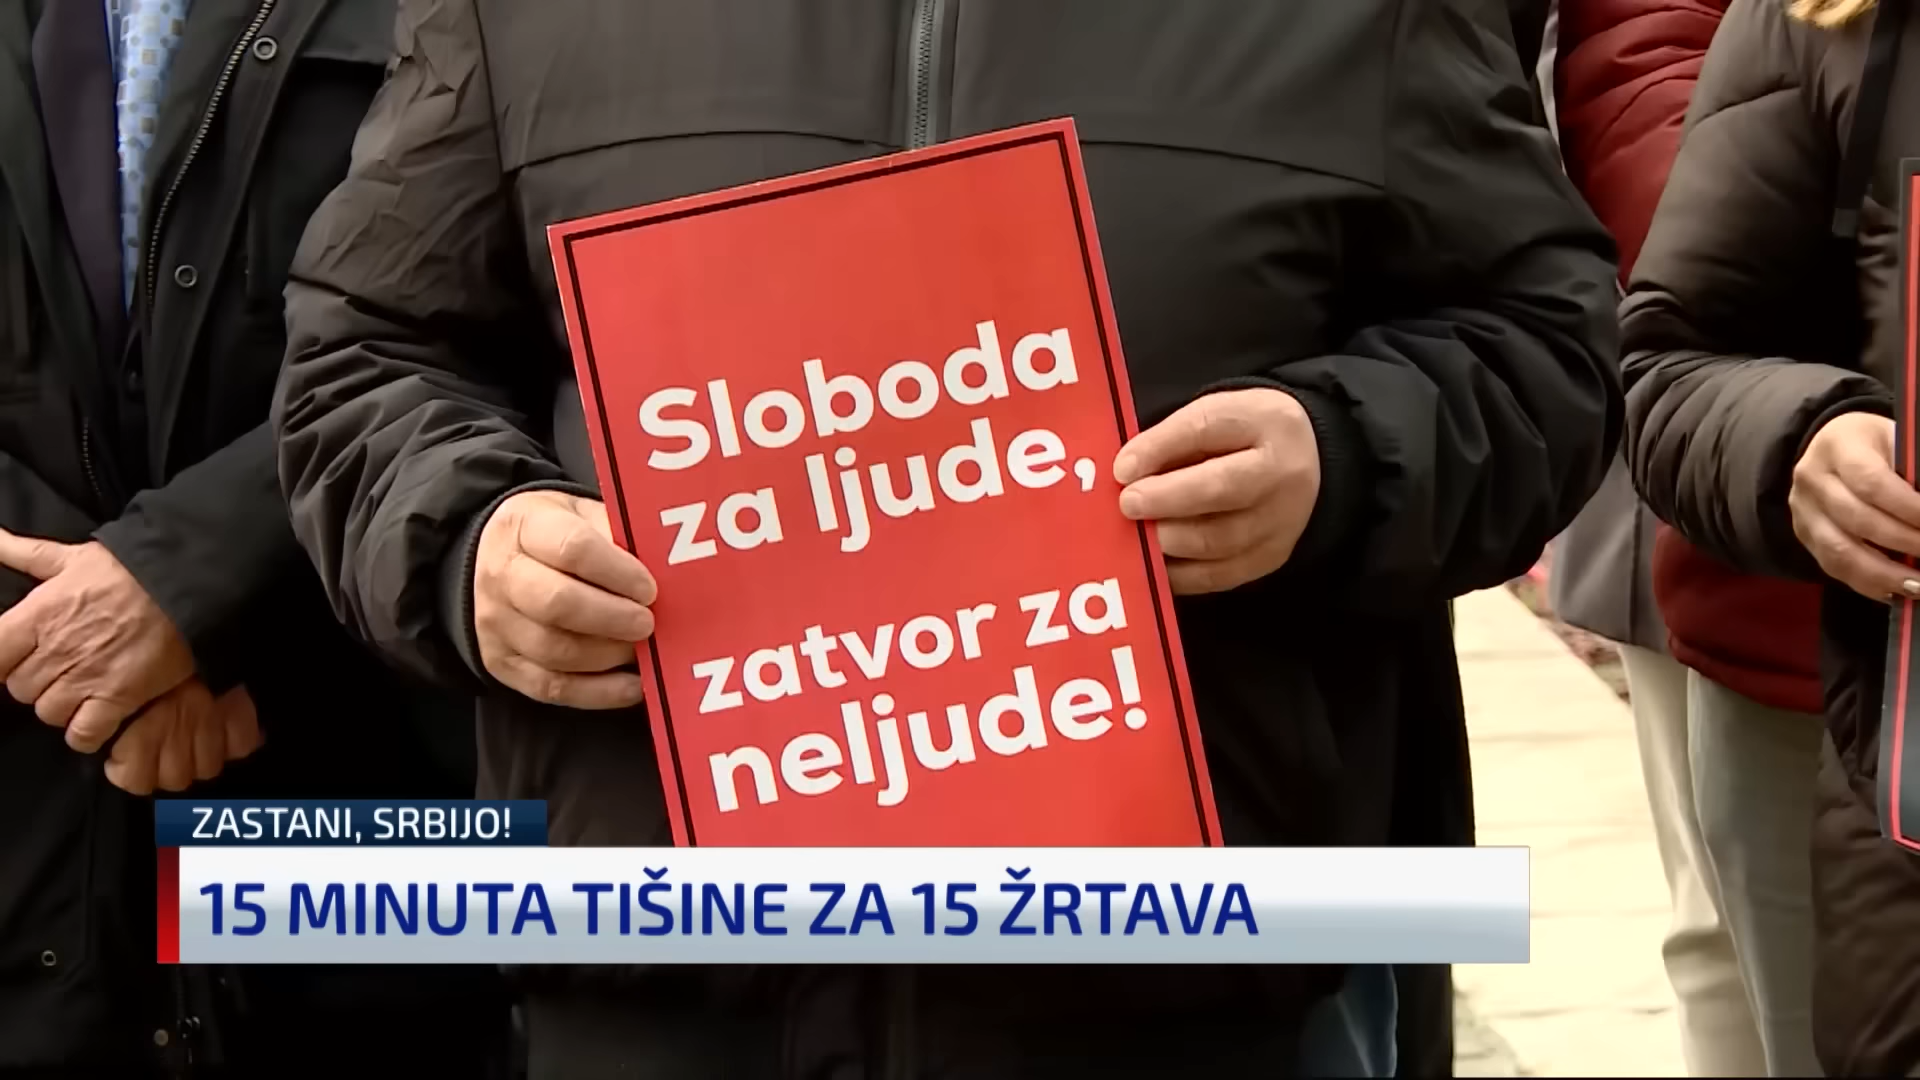 Sloboda
za ljude,
zatvor za
neljude!
ZASTANI, SRBIJO!
15 MINUTA TIŠINE ZA 15 ŽRTAVA